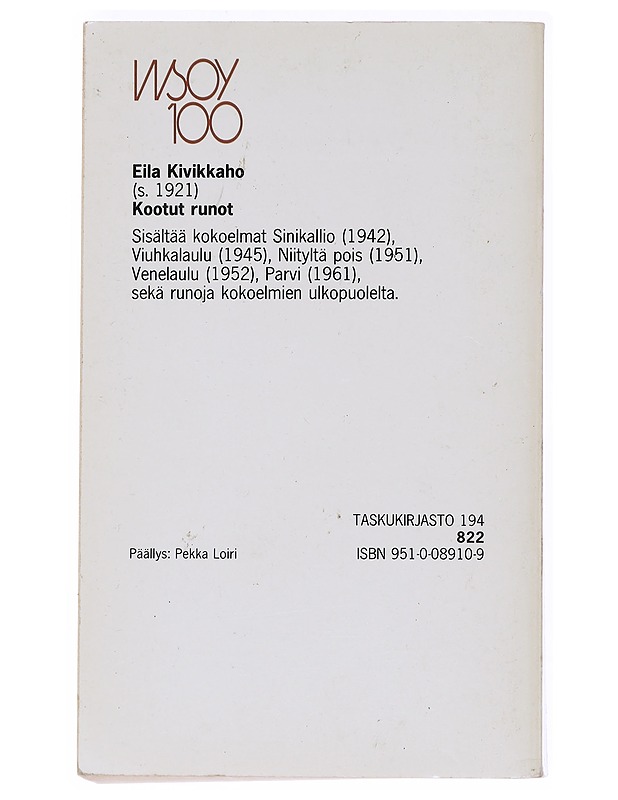 WSOY
100
Eila Kivikkaho
(s. 1921)
Kootut runot
Sisältää kokoelmat Sinikallio (1942),
Viuhkalaulu (1945), Niityltä pois (1951),
Venelaulu (1952), Parvi (1961),
sekä runoja kokoelmien ulkopuolelta.
TASKUKIRJASTO 194
822
Päällys: Pekka Loiri
ISBN 951-0-08910-9